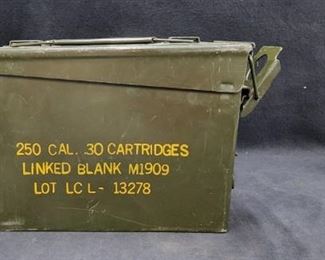 250 CAL. .30 CARTRIDGES
LINKED BLANK M1909
LOT LC L- 13278